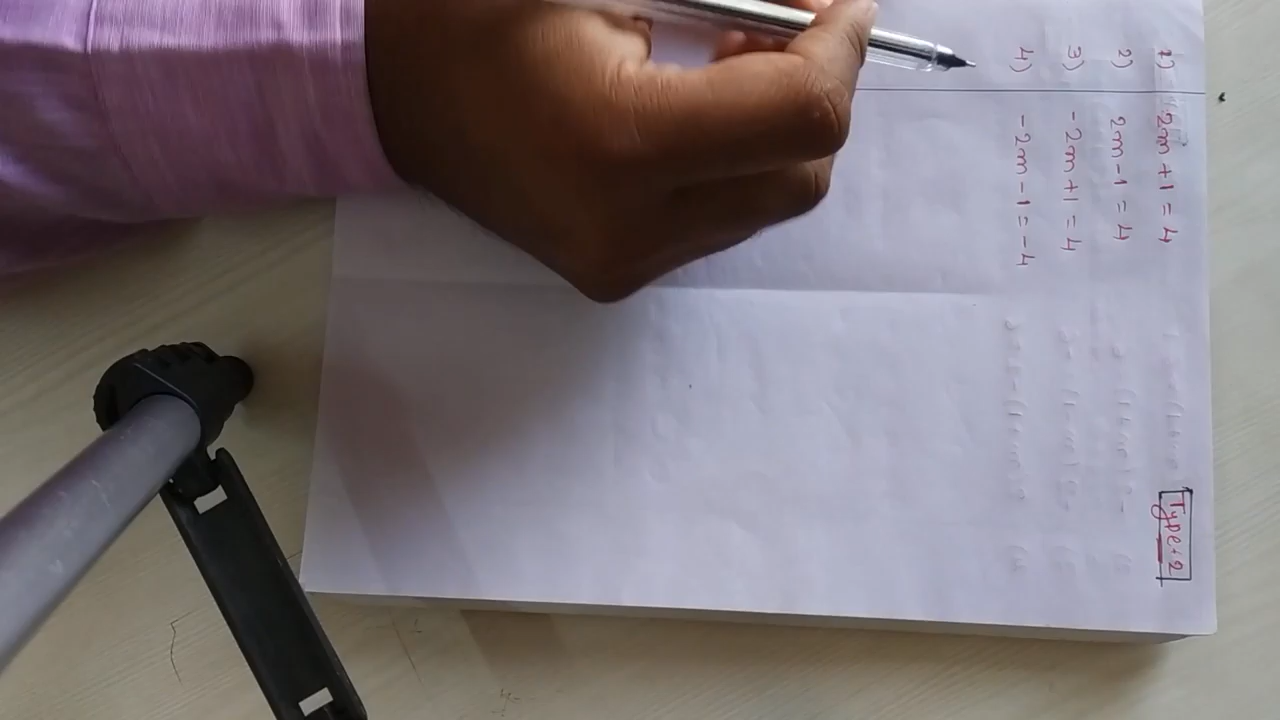 Type:2
1) 2m+1=4
2) 2m-1=4
3) -2m+1=4
4) -2m-1=-4